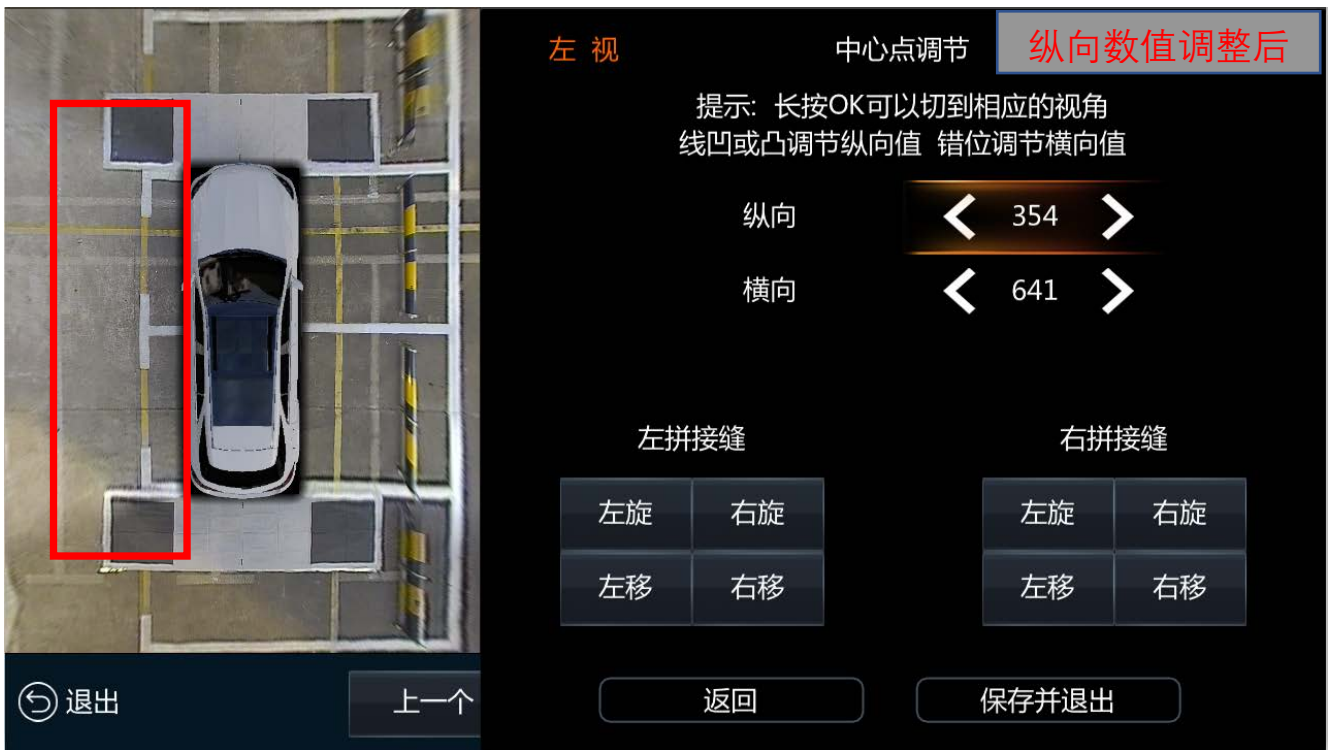 左 视
中心点调节
纵向数值调整后
提示: 长按OK可以切到相应的视角
线凹或凸调节纵向值 错位调节横向值
纵向
354
横向
641
左拼接缝
右拼接缝
左旋 右旋
左旋 右旋
左移 右移
左移 右移
退出
上一个
返回
保存并退出